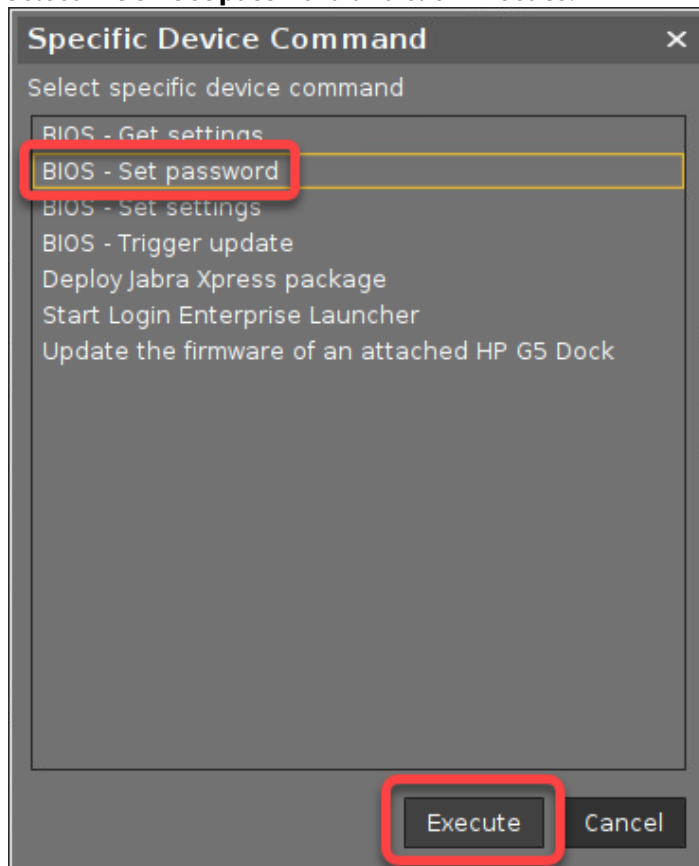 Specific Device Command ×
Select specific device command
BIOS - Get settings
BIOS - Set password
BIOS - Set settings
BIOS - Trigger update
Deploy Jabra Xpress package
Start Login Enterprise Launcher
Update the firmware of an attached HP G5 Dock
Execute Cancel